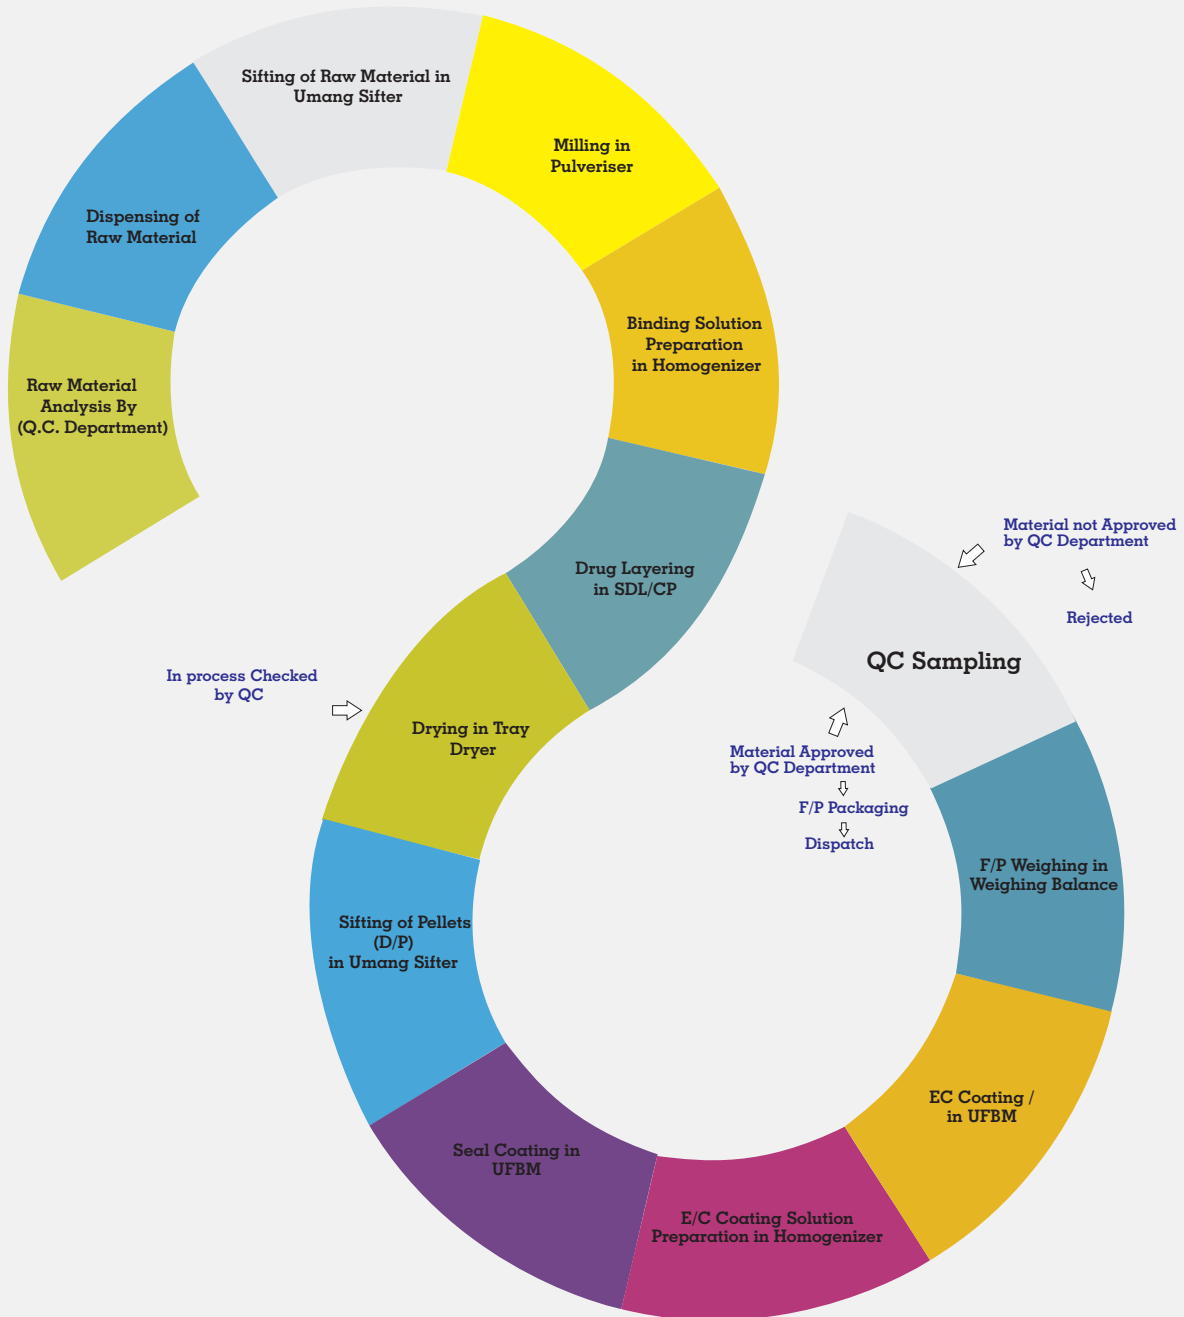 Raw Material
Analysis By
(Q.C. Department)
Dispensing of
Raw Material
Sifting of Raw Material in
Umang Sifter
Milling in
Pulveriser
Binding Solution
Preparation
in Homogenizer
Drug Layering
in SDL/CP
In process Checked
by QC
Drying in Tray
Dryer
Sifting of Pellets
(D/P)
in Umang Sifter
Seal Coating in
UFBM
E/C Coating Solution
Preparation in Homogenizer
EC Coating /
in UFBM
F/P Weighing in
Weighing Balance
QC Sampling
Material not Approved
by QC Department
Rejected
Material Approved
by QC Department
F/P Packaging
Dispatch